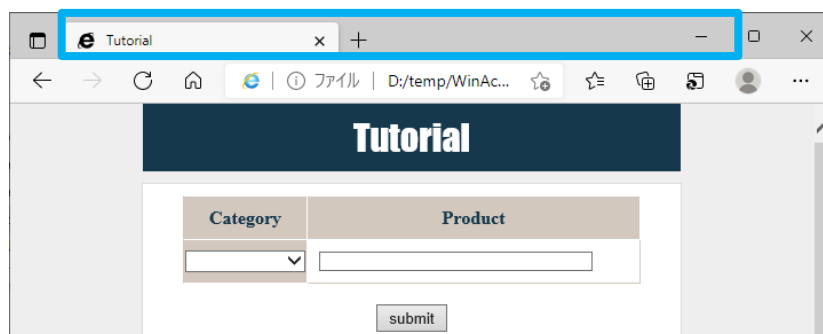 Tutorial
ファイル D:/temp/WinAc...
Tutorial
Category Product
submit